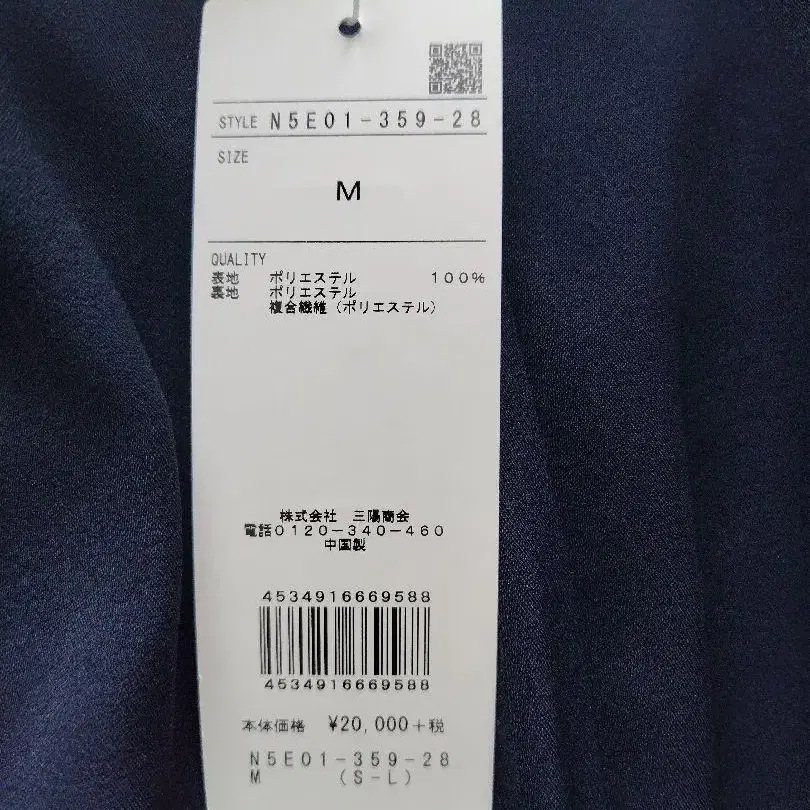 STYLE N5E01-359-28
SIZE
M
QUALITY
表地 ポリエステル 100%
裏地 ポリエステル
複合繊維(ポリエステル)
株式会社 三陽商会
電話0120-340-460
中国製
4534916669588
4534916669588
本体価格 ¥20,000+税
N5E01-359-28
M (S-L)